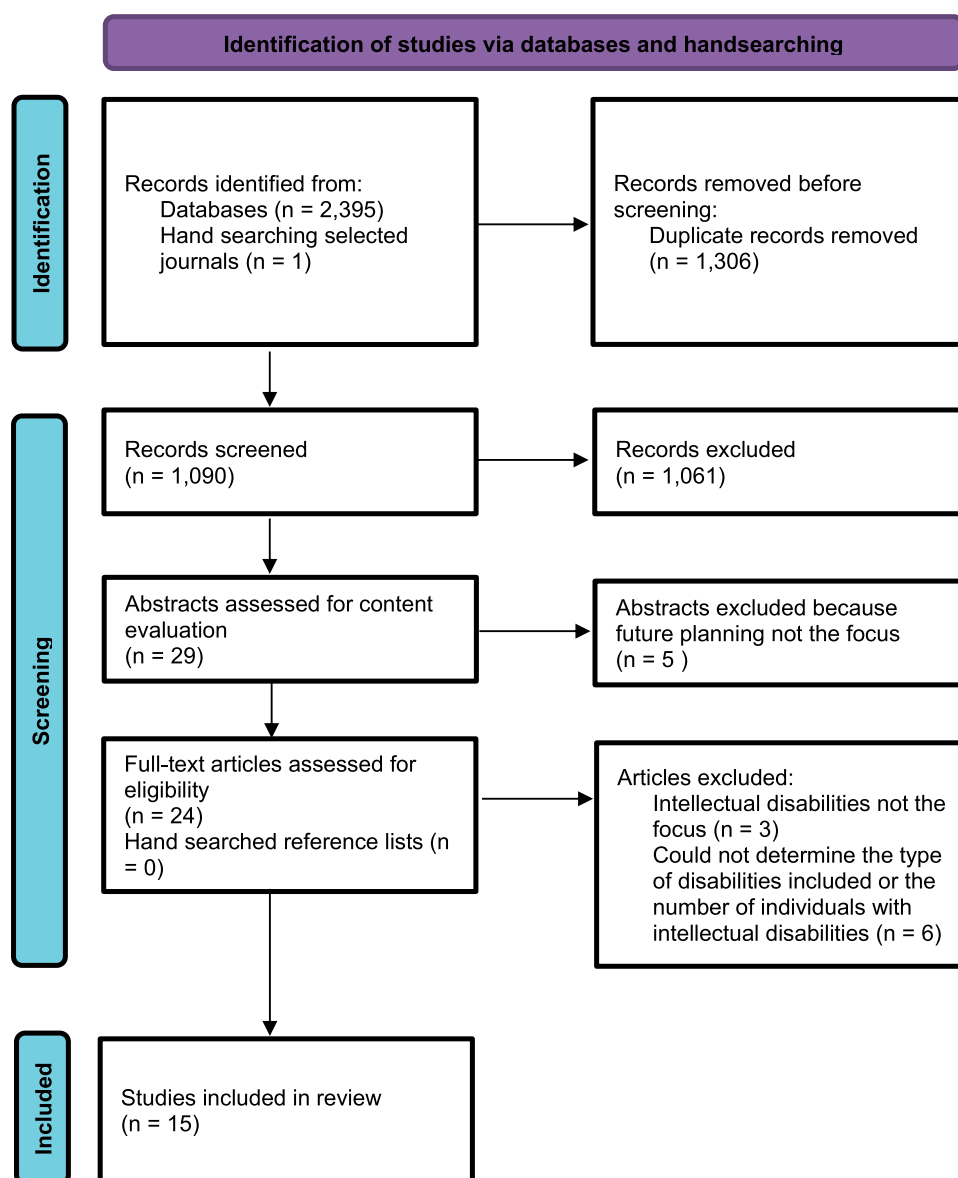 Identification of studies via databases and handsearching
Identification
Records identified from:
Databases (n = 2,395)
Hand searching selected
journals (n = 1)
Records removed before
screening:
Duplicate records removed
(n = 1,306)
Screening
Records screened
(n = 1,090)
Records excluded
(n = 1,061)
Abstracts assessed for content
evaluation
(n = 29)
Abstracts excluded because
future planning not the focus
(n = 5 )
Full-text articles assessed for
eligibility
(n = 24)
Hand searched reference lists (n
= 0)
Articles excluded:
Intellectual disabilities not the
focus (n = 3)
Could not determine the type
of disabilities included or the
number of individuals with
intellectual disabilities (n = 6)
Included
Studies included in review
(n = 15)